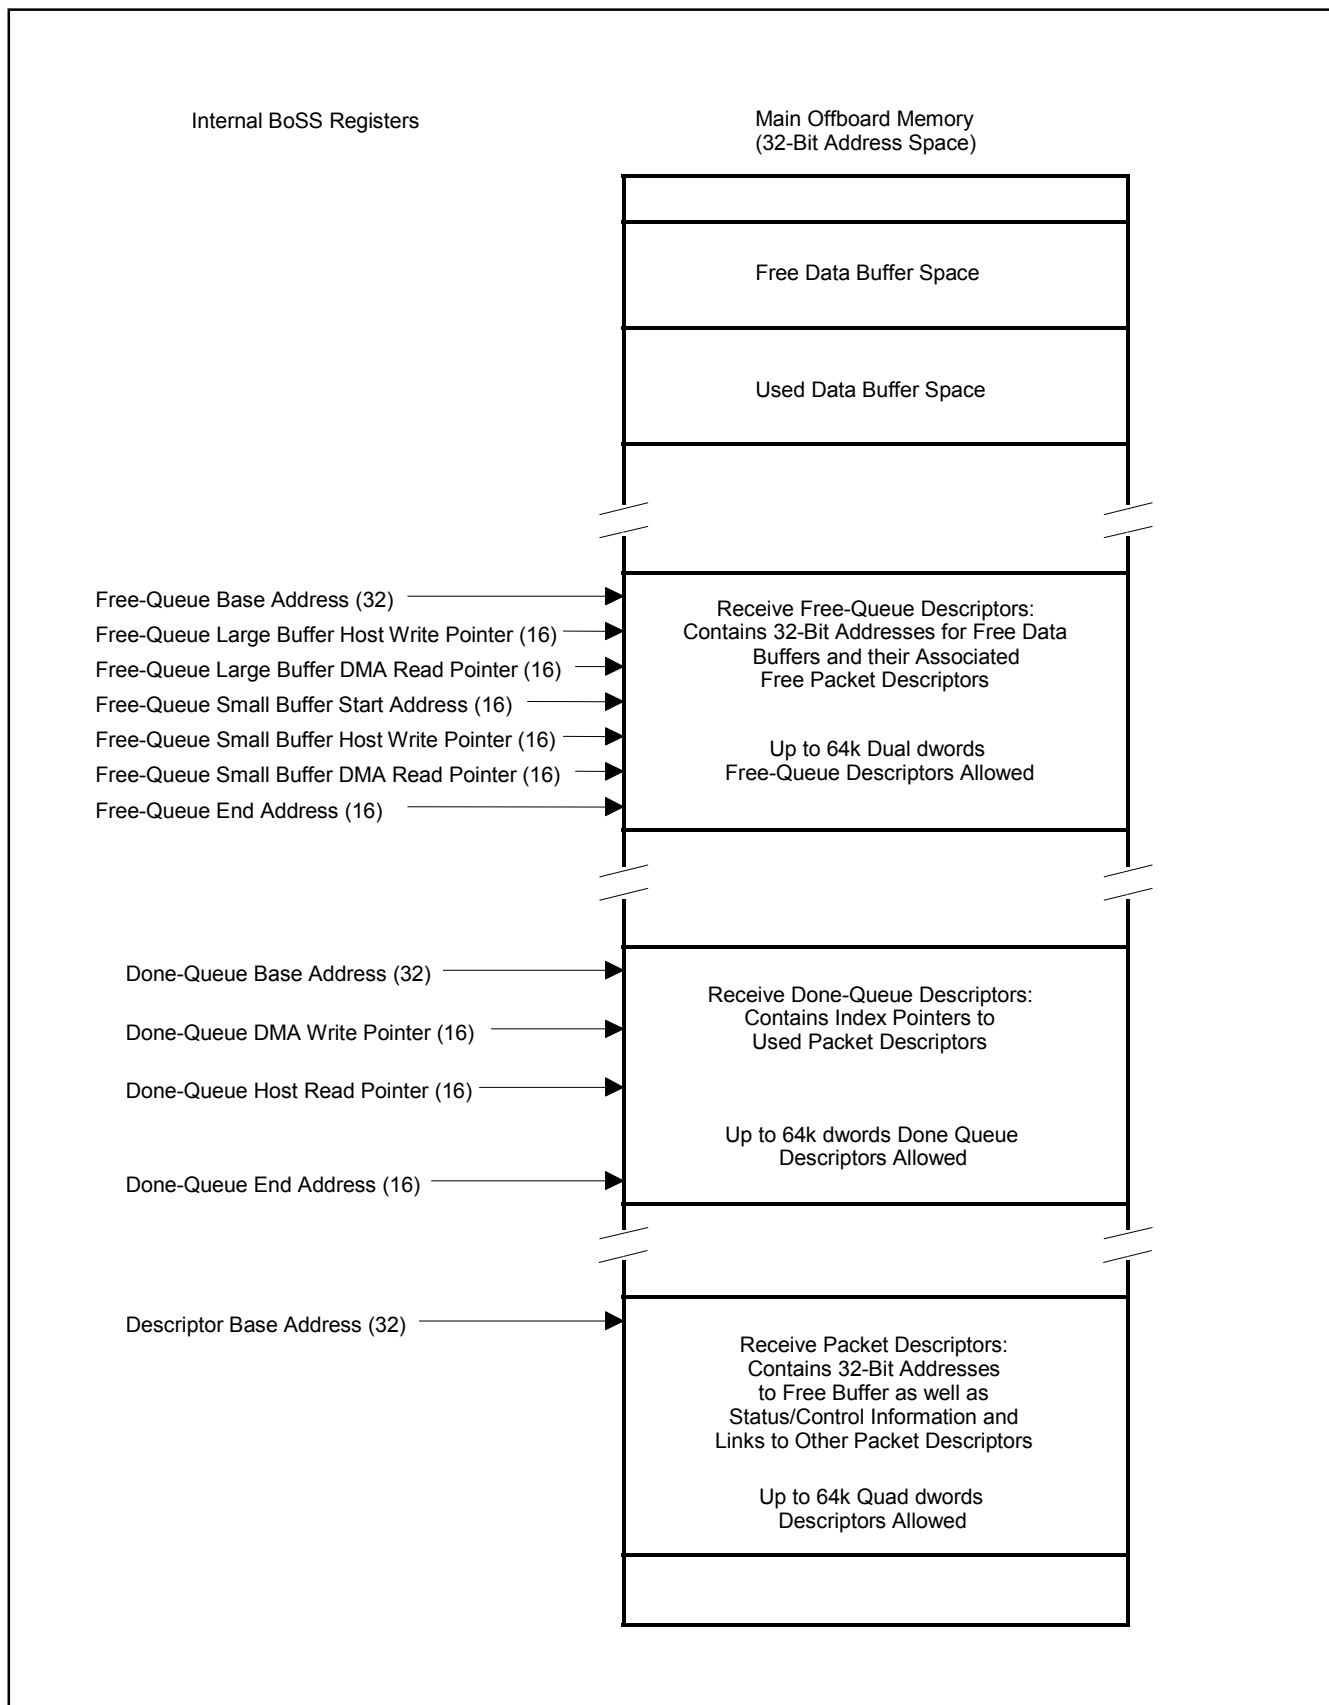 Internal BoSS Registers
Main Offboard Memory
(32-Bit Address Space)
Free Data Buffer Space
Used Data Buffer Space
Free-Queue Base Address (32)
Free-Queue Large Buffer Host Write Pointer (16)
Free-Queue Large Buffer DMA Read Pointer (16)
Free-Queue Small Buffer Start Address (16)
Free-Queue Small Buffer Host Write Pointer (16)
Free-Queue Small Buffer DMA Read Pointer (16)
Free-Queue End Address (16)
Receive Free-Queue Descriptors:
Contains 32-Bit Addresses for Free Data
Buffers and their Associated
Free Packet Descriptors
Up to 64k Dual dwords
Free-Queue Descriptors Allowed
Done-Queue Base Address (32)
Done-Queue DMA Write Pointer (16)
Done-Queue Host Read Pointer (16)
Done-Queue End Address (16)
Receive Done-Queue Descriptors:
Contains Index Pointers to
Used Packet Descriptors
Up to 64k dwords Done Queue
Descriptors Allowed
Descriptor Base Address (32)
Receive Packet Descriptors:
Contains 32-Bit Addresses
to Free Buffer as well as
Status/Control Information and
Links to Other Packet Descriptors
Up to 64k Quad dwords
Descriptors Allowed